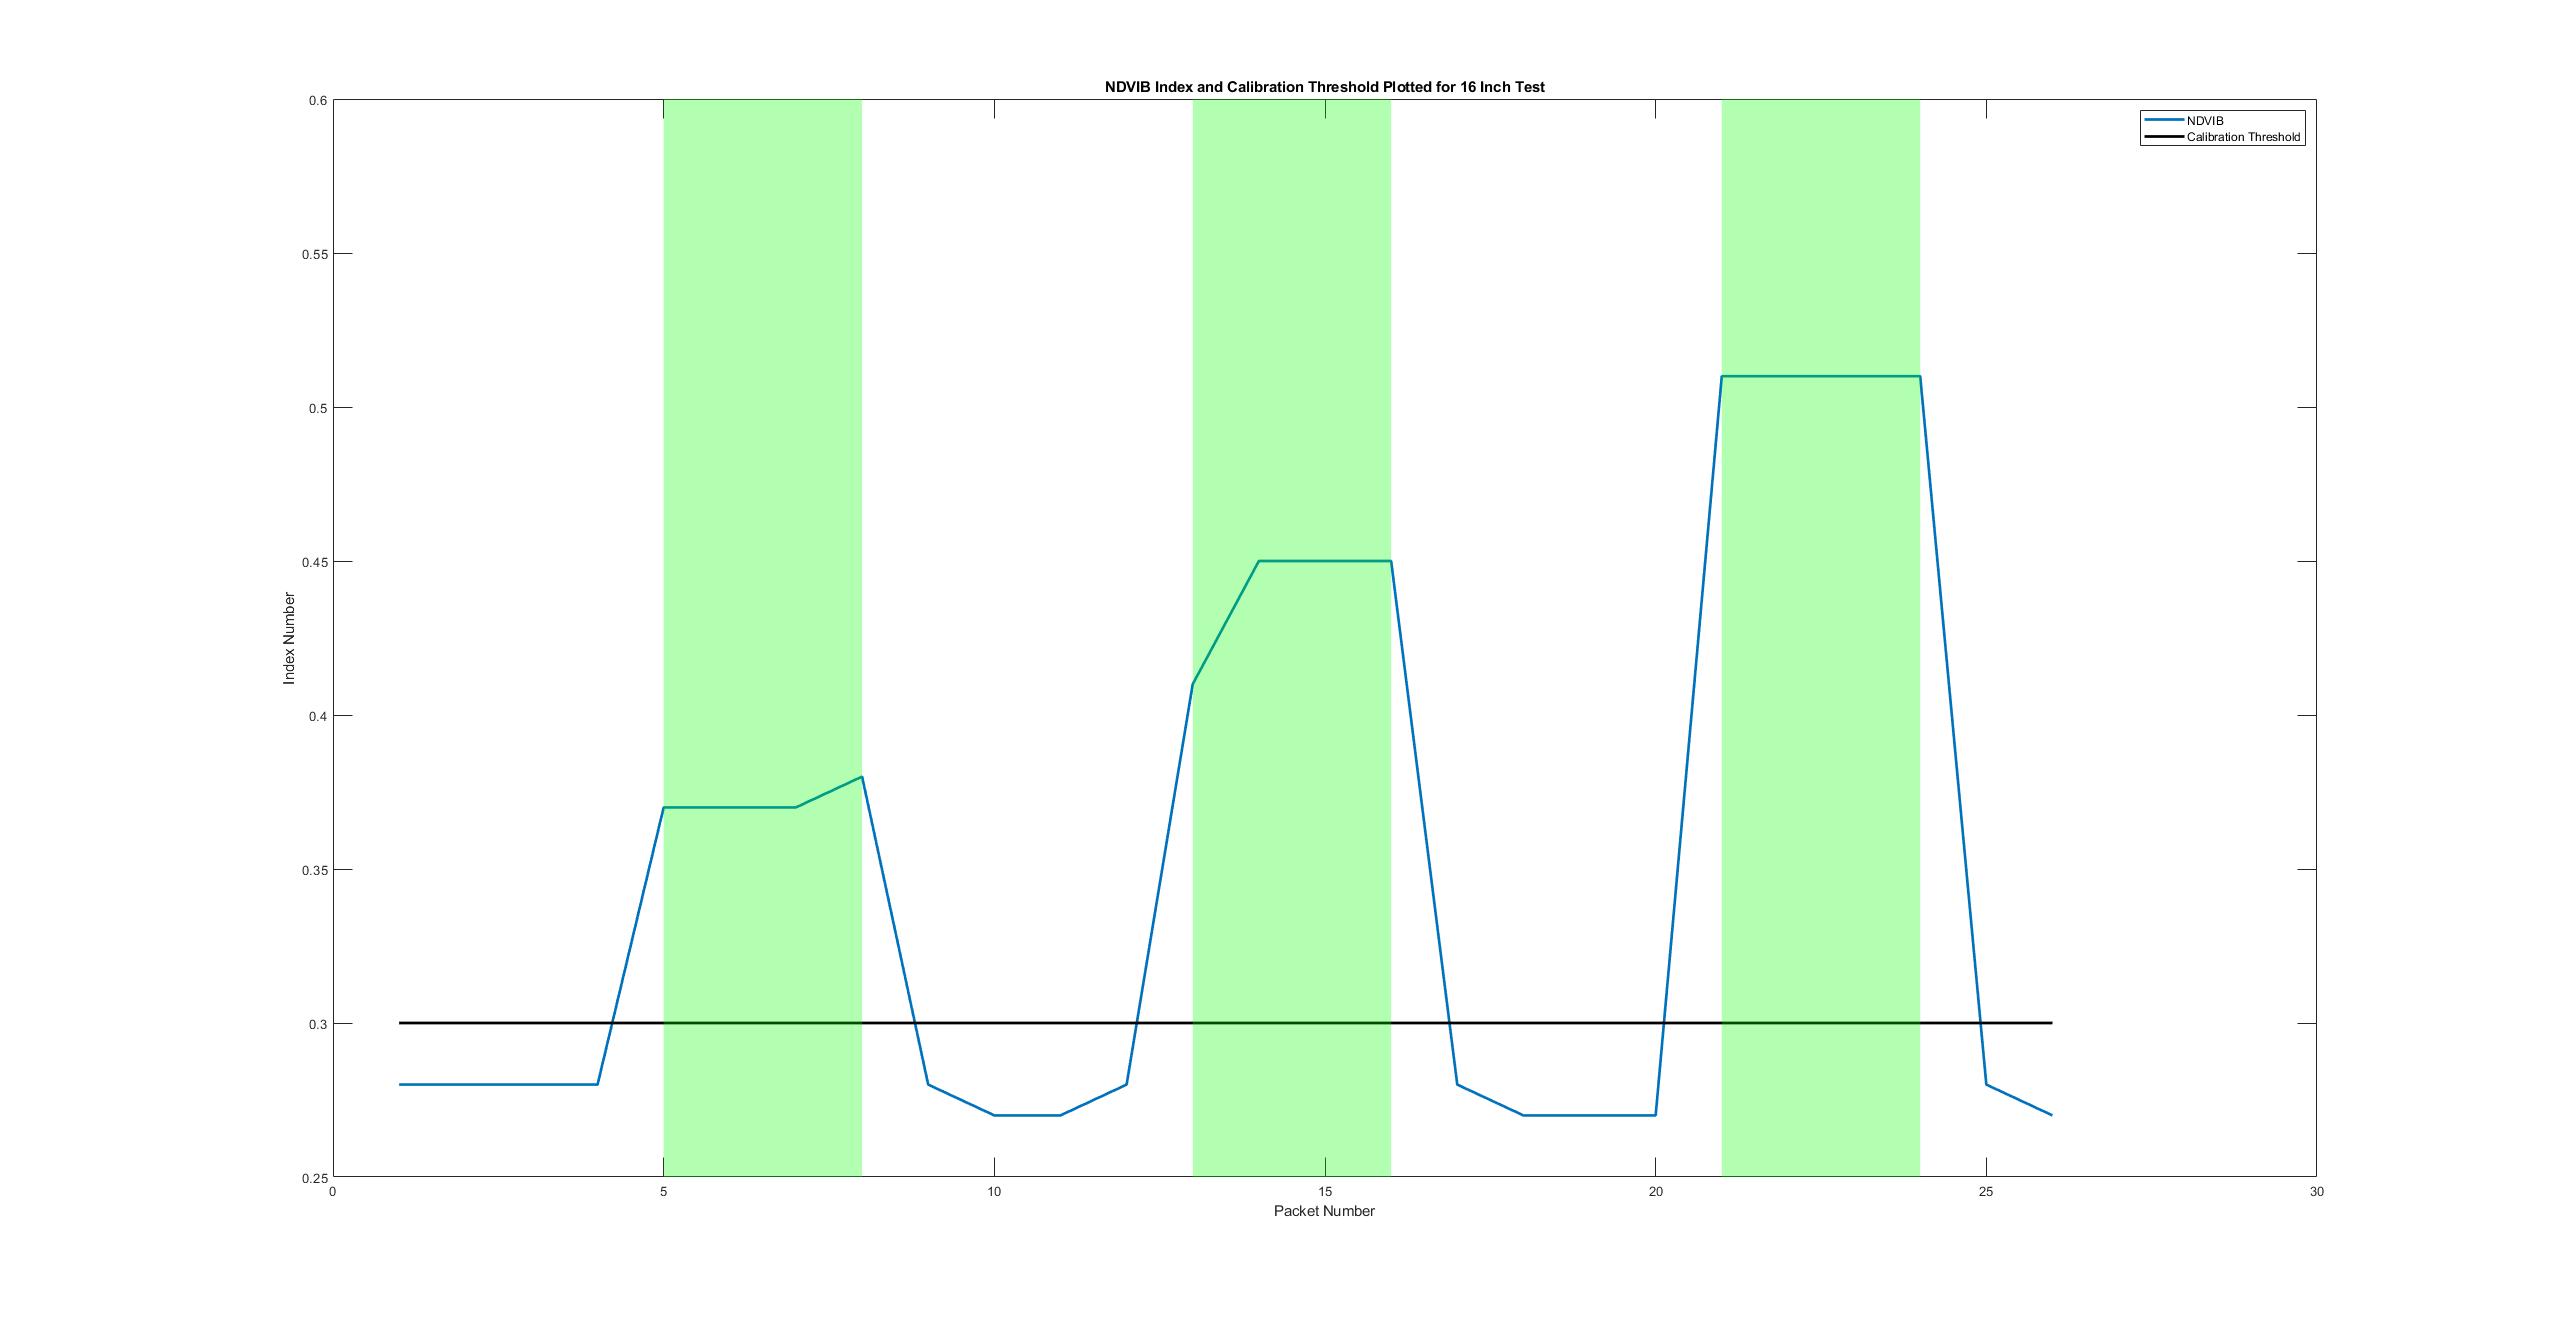 NDVIB Index and Calibration Threshold Plotted for 16 Inch Test
NDVIB
Calibration Threshold
0.6
0.55
0.5
0.45
0.4
0.35
0.3
0.25
Index Number
0 5 10 15 20 25 30
Packet Number